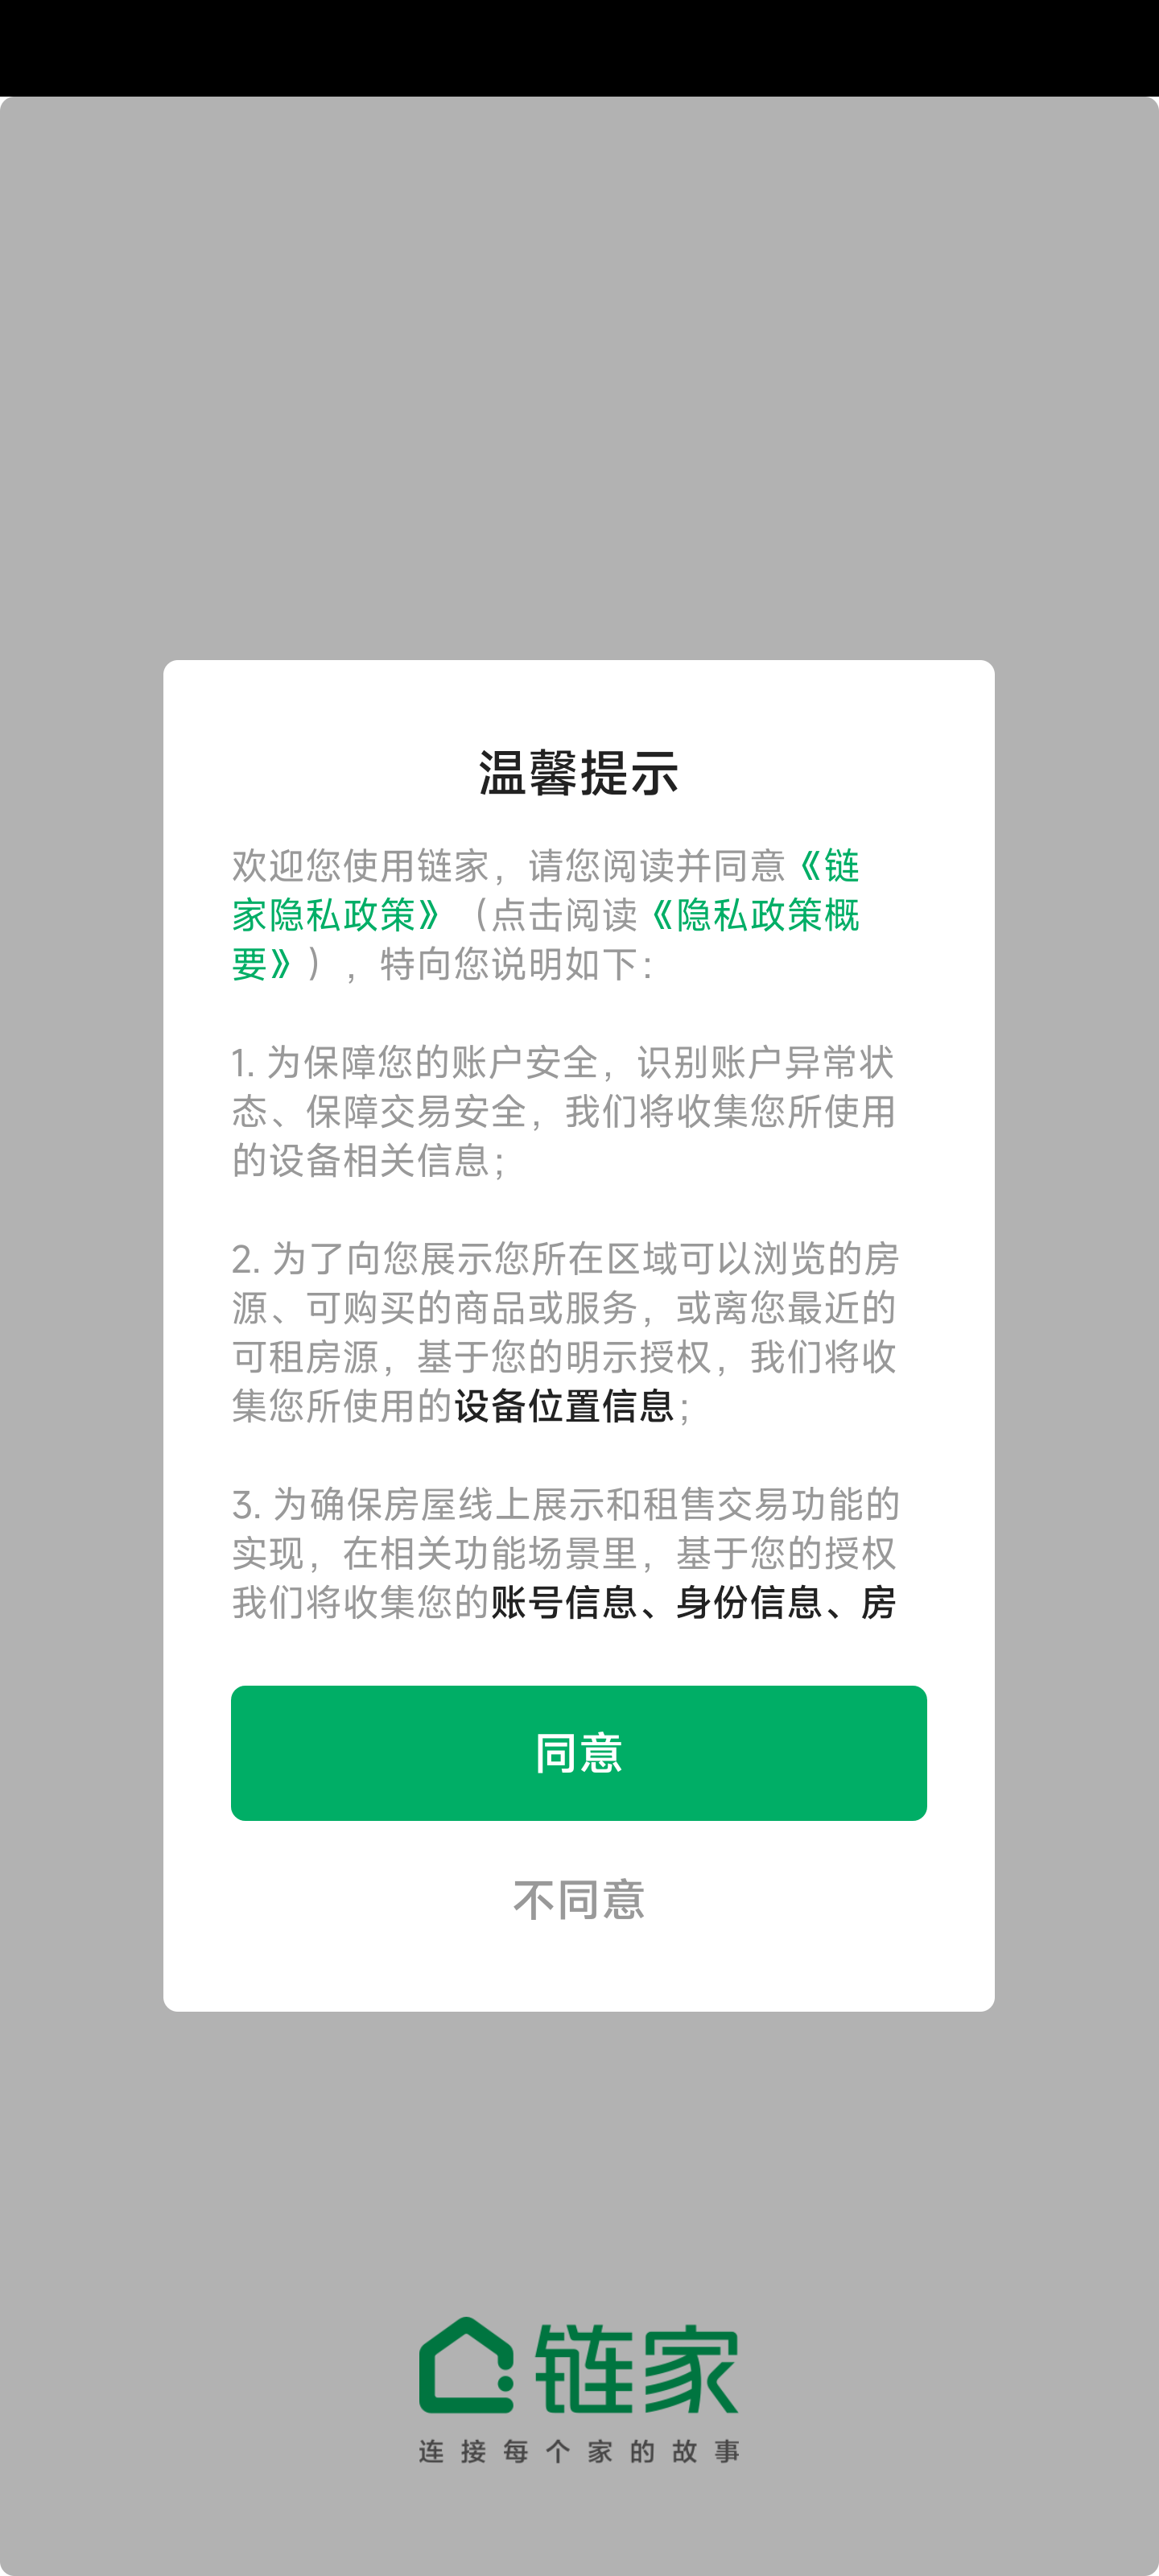 温馨提示
欢迎您使用链家，请您阅读并同意《链
家隐私政策》（点击阅读《隐私政策概
要》），特向您说明如下：
1. 为保障您的账户安全，识别账户异常状
态、保障交易安全，我们将收集您所使用
的设备相关信息；
2. 为了向您展示您所在区域可以浏览的房
源、可购买的商品或服务，或离您最近的
可租房源，基于您的明示授权，我们将收
集您所使用的设备位置信息；
3. 为确保房屋线上展示和租售交易功能的
实现，在相关功能场景里，基于您的授权
我们将收集您的账号信息、身份信息、房
同意
不同意
链家
连接每个家的故事